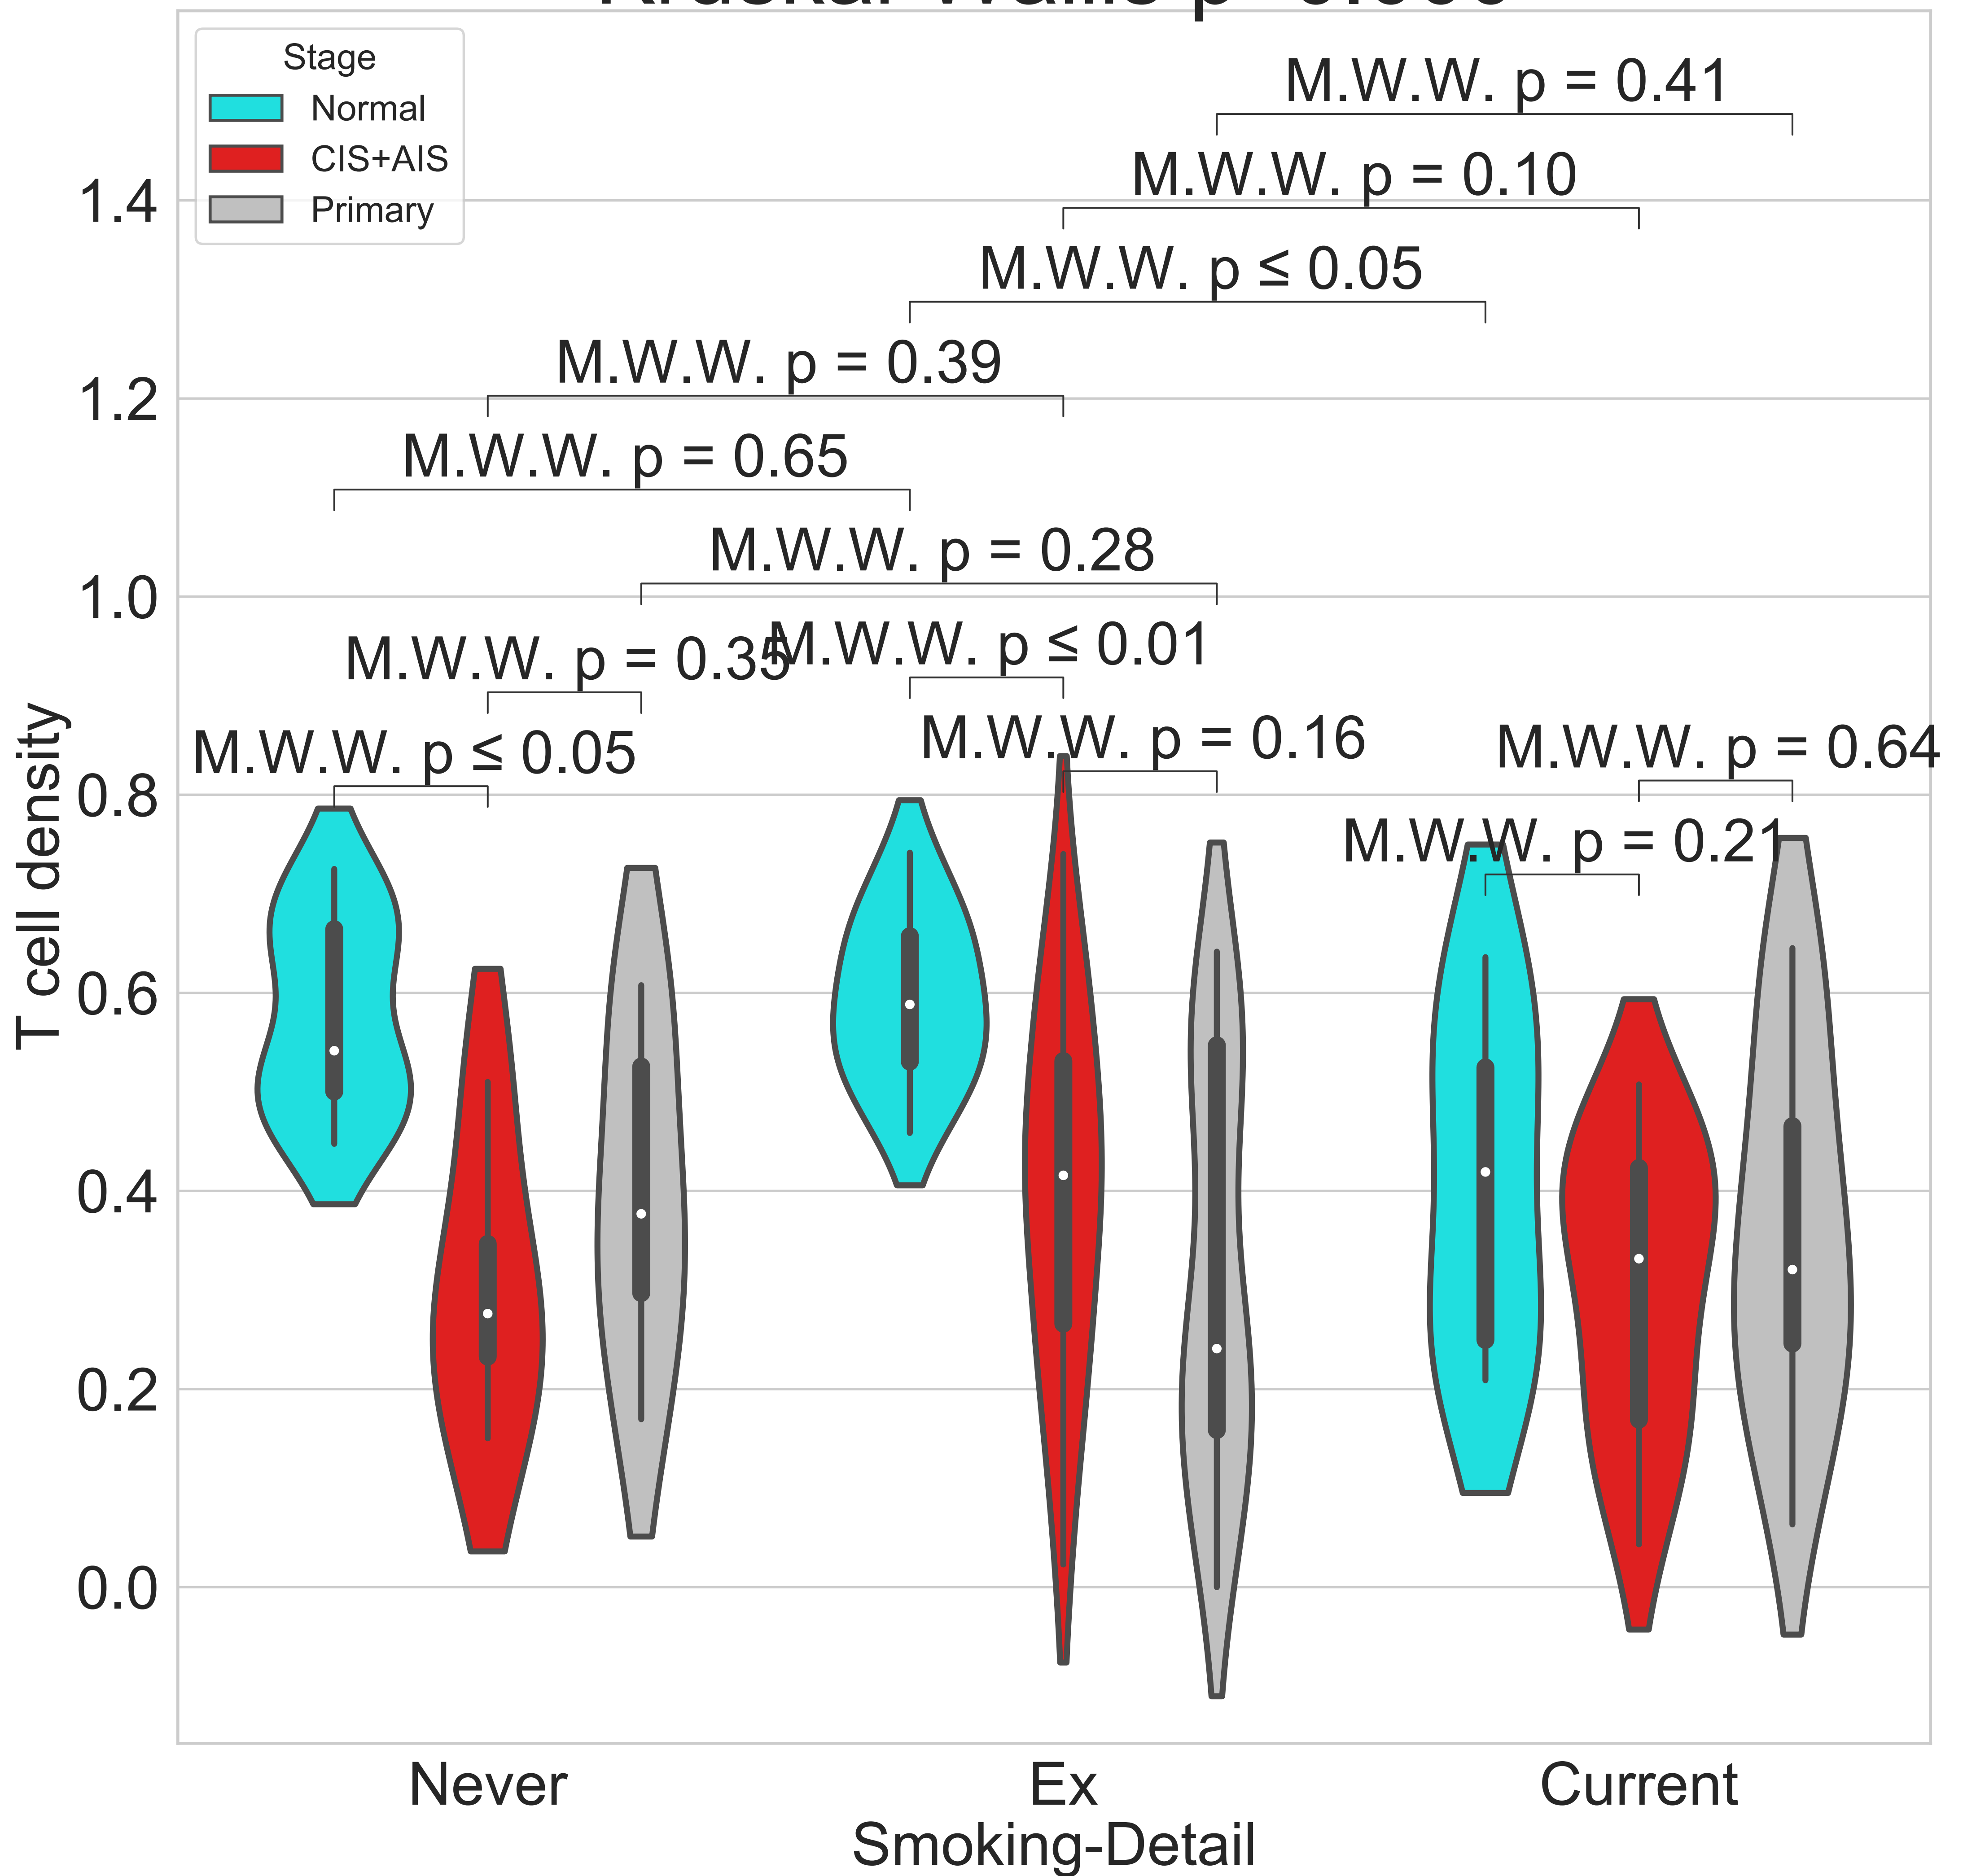 Stage
Normal
CIS+AIS
Primary
M.W.W. p = 0.41
M.W.W. p = 0.10
M.W.W. p ≤ 0.05
M.W.W. p = 0.39
M.W.W. p = 0.65
M.W.W. p = 0.28
M.W.W. p = 0.35
M.W.W. p ≤ 0.01
M.W.W. p ≤ 0.05
M.W.W. p = 0.16
M.W.W. p = 0.64
M.W.W. p = 0.21
1.4
1.2
1.0
0.8
0.6
0.4
0.2
0.0
T cell density
Never
Ex
Current
Smoking-Detail